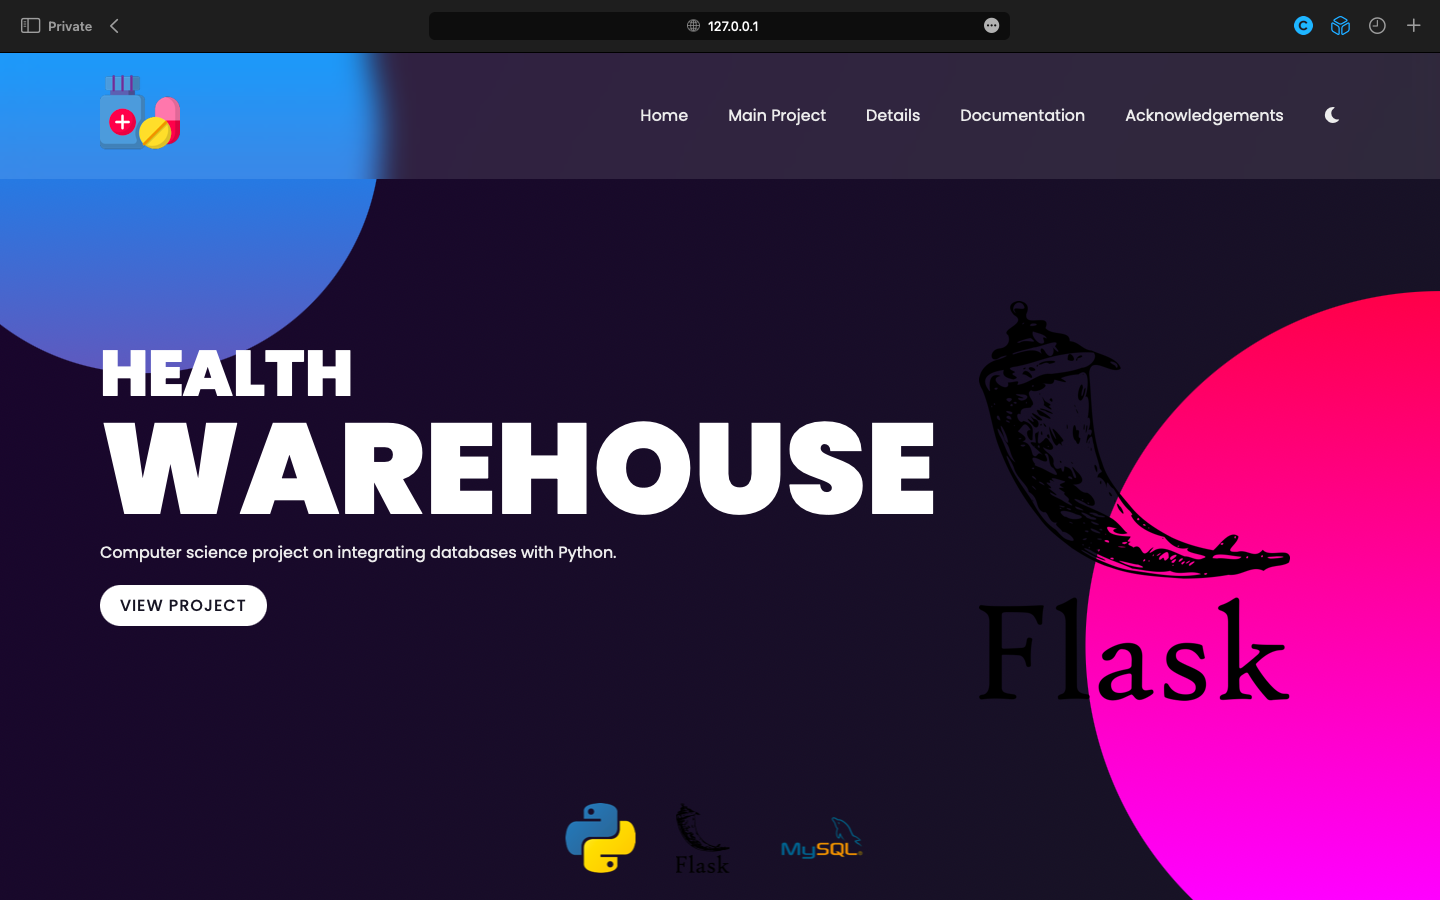 Private
127.0.0.1
Home
Main Project
Details
Documentation
Acknowledgements
HEALTH
WAREHOUSE
Computer science project on integrating databases with Python.
VIEW PROJECT
Flask
Flask
MySQL